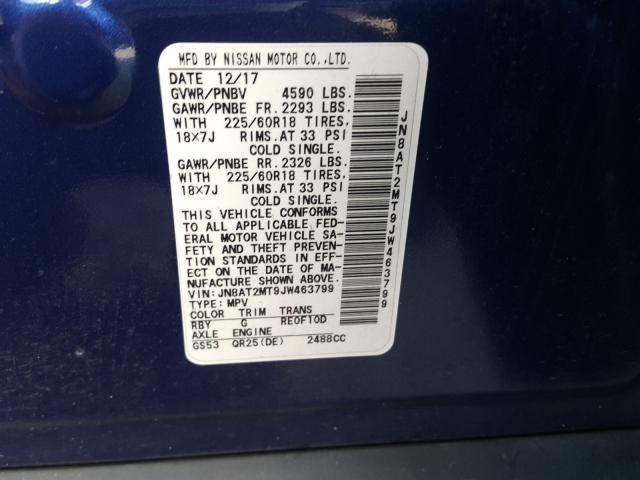 MFD BY NISSAN MOTOR CO.,LTD.
DATE 12/17
GVWR/PNBV 4590 LBS.
GAWR/PNBE FR. 2293 LBS.
WITH 225/60R18 TIRES,
18X7J RIMS.AT 33 PSI
COLD SINGLE.
GAWR/PNBE RR. 2326 LBS.
WITH 225/60R18 TIRES,
18X7J RIMS.AT 33 PSI
COLD SINGLE.
THIS VEHICLE CONFORMS
TO ALL APPLICABLE FED-
ERAL MOTOR VEHICLE SA-
FETY AND THEFT PREVEN-
TION STANDARDS IN EFF-
ECT ON THE DATE OF MA-
NUFACTURE SHOWN ABOVE.
VIN:JN8AT2MT9JW463799
TYPE:MPV
COLOR TRIM TRANS
RBY G RE0F10D
AXLE ENGINE
GS53 QR25(DE) 2488CC
JN8AT2MT9JW463799